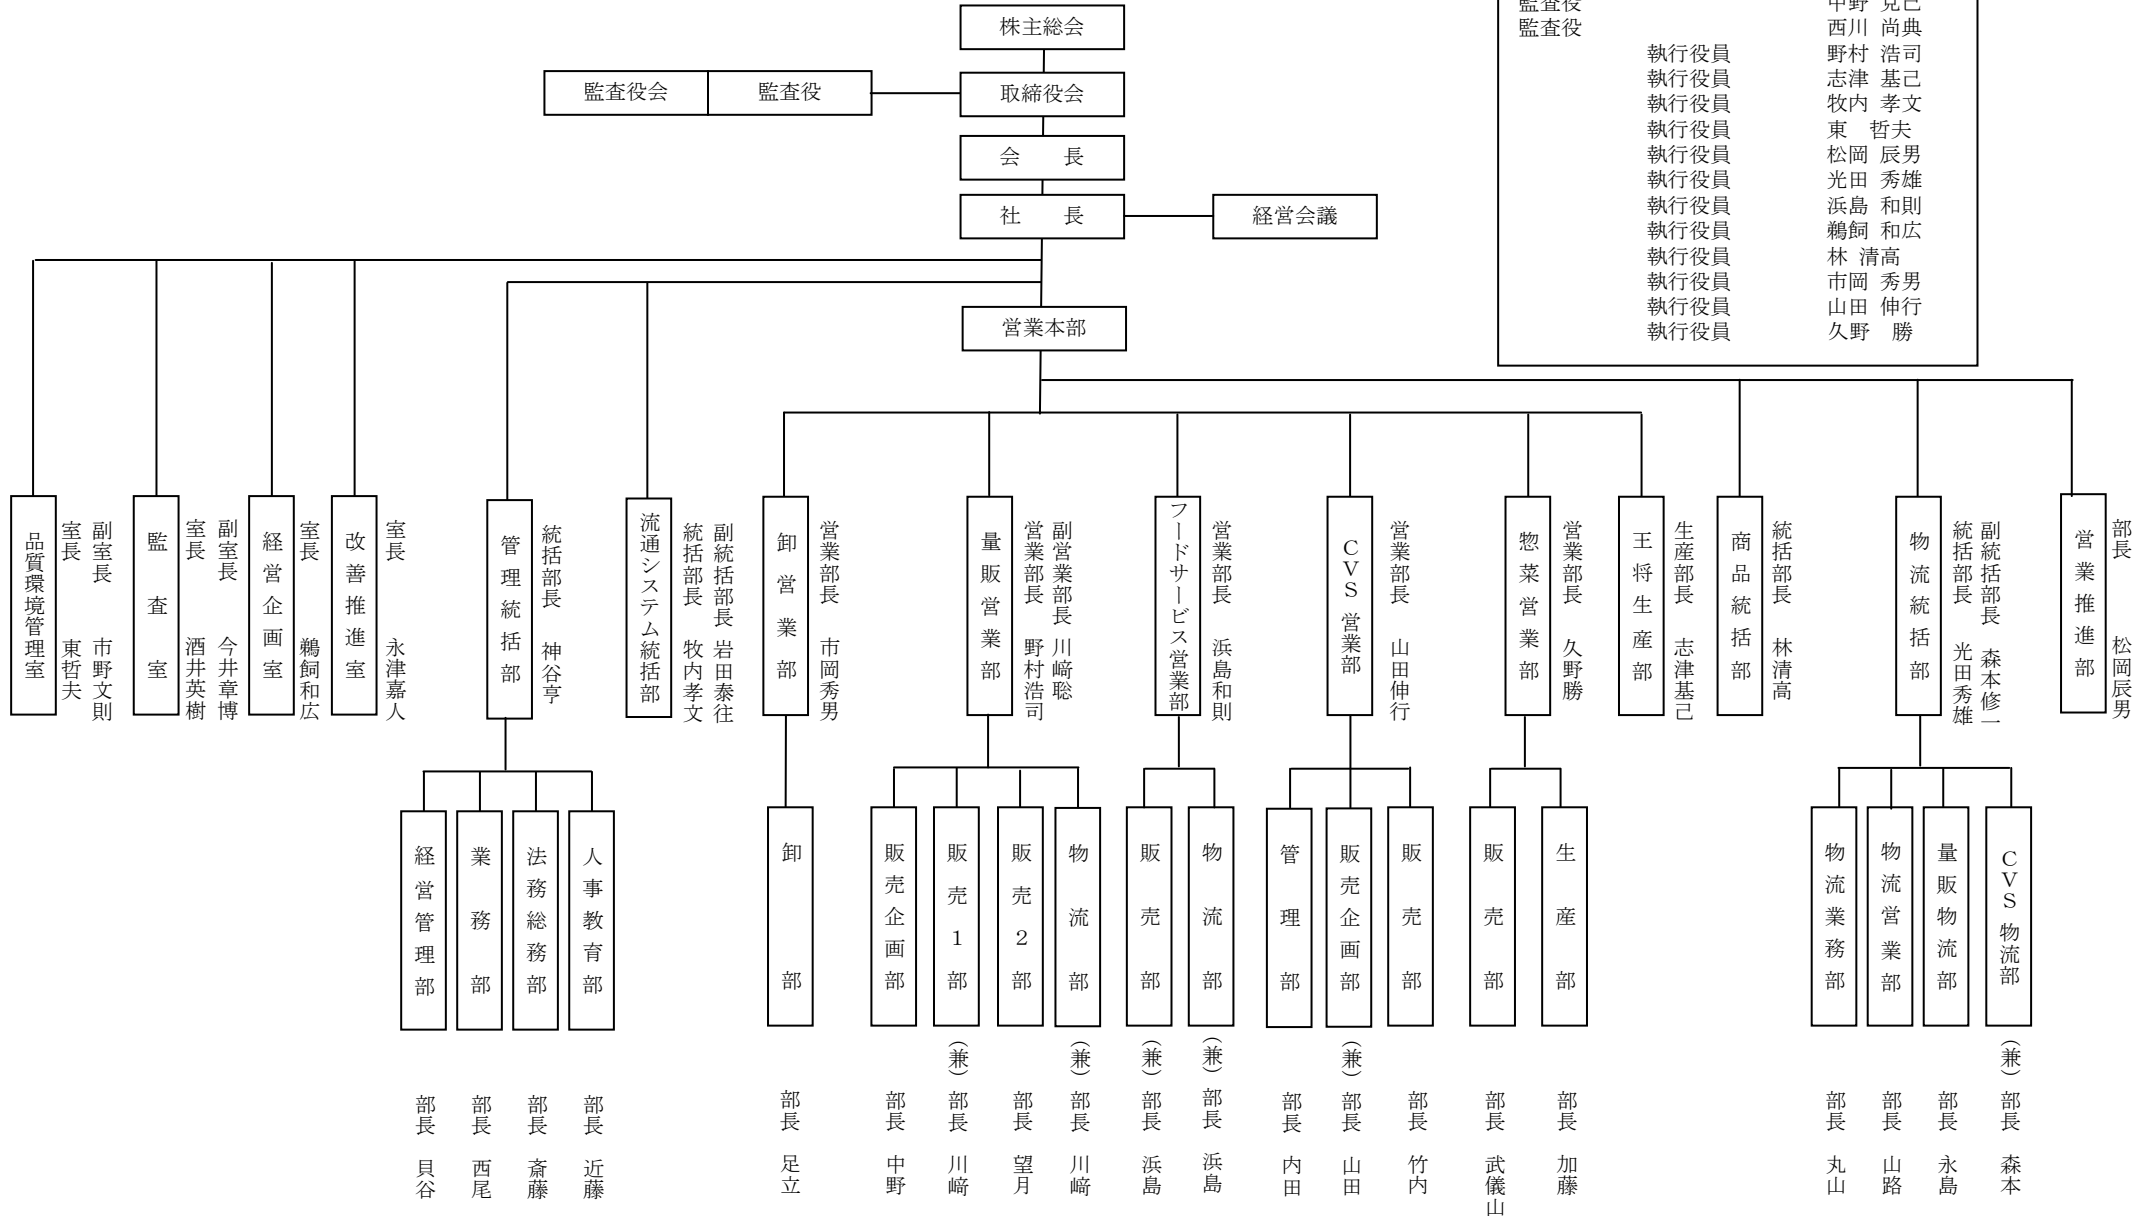 株主総会
監査役会
監査役
取締役会
会　　長
社　　長
経営会議
営業本部
監査役 中野 克己
監査役 西川 尚典
執行役員 野村 浩司
執行役員 志津 基己
執行役員 牧内 孝文
執行役員 東　哲夫
執行役員 松岡 辰男
執行役員 光田 秀雄
執行役員 浜島 和則
執行役員 鵜飼 和広
執行役員 林 清高
執行役員 市岡 秀男
執行役員 山田 伸行
執行役員 久野　勝
品質環境管理室
室長 東哲夫
副室長 市野文則
監査室
室長 酒井英樹
副室長 今井章博
経営企画室
室長 鵜飼和広
改善推進室
室長 永津嘉人
管理統括部
統括部長 神谷亨
流通システム統括部
統括部長 牧内孝文
副統括部長 岩田泰往
卸営業部
営業部長 市岡秀男
量販営業部
営業部長 野村浩司
副営業部長 川﨑聡
フードサービス営業部
営業部長 浜島和則
CVS営業部
営業部長 山田伸行
惣菜営業部
営業部長 久野勝
王将生産部
生産部長 志津基己
商品統括部
統括部長 林清高
物流統括部
統括部長 光田秀雄
副統括部長 森本修一
営業推進部
部長 松岡辰男
経営管理部
部長 貝谷
業務部
部長 西尾
法務総務部
部長 斎藤
人事教育部
部長 近藤
卸部
部長 足立
販売企画部
部長 中野
販売1部
（兼）部長 川﨑
販売2部
部長 望月
物流部
（兼）部長 川﨑
販売部
（兼）部長 浜島
物流部
（兼）部長 浜島
管理部
部長 内田
販売企画部
（兼）部長 山田
販売部
部長 竹内
販売部
部長 武儀山
生産部
部長 加藤
物流業務部
部長 丸山
物流営業部
部長 山路
量販物流部
部長 永島
CVS物流部
（兼）部長 森本